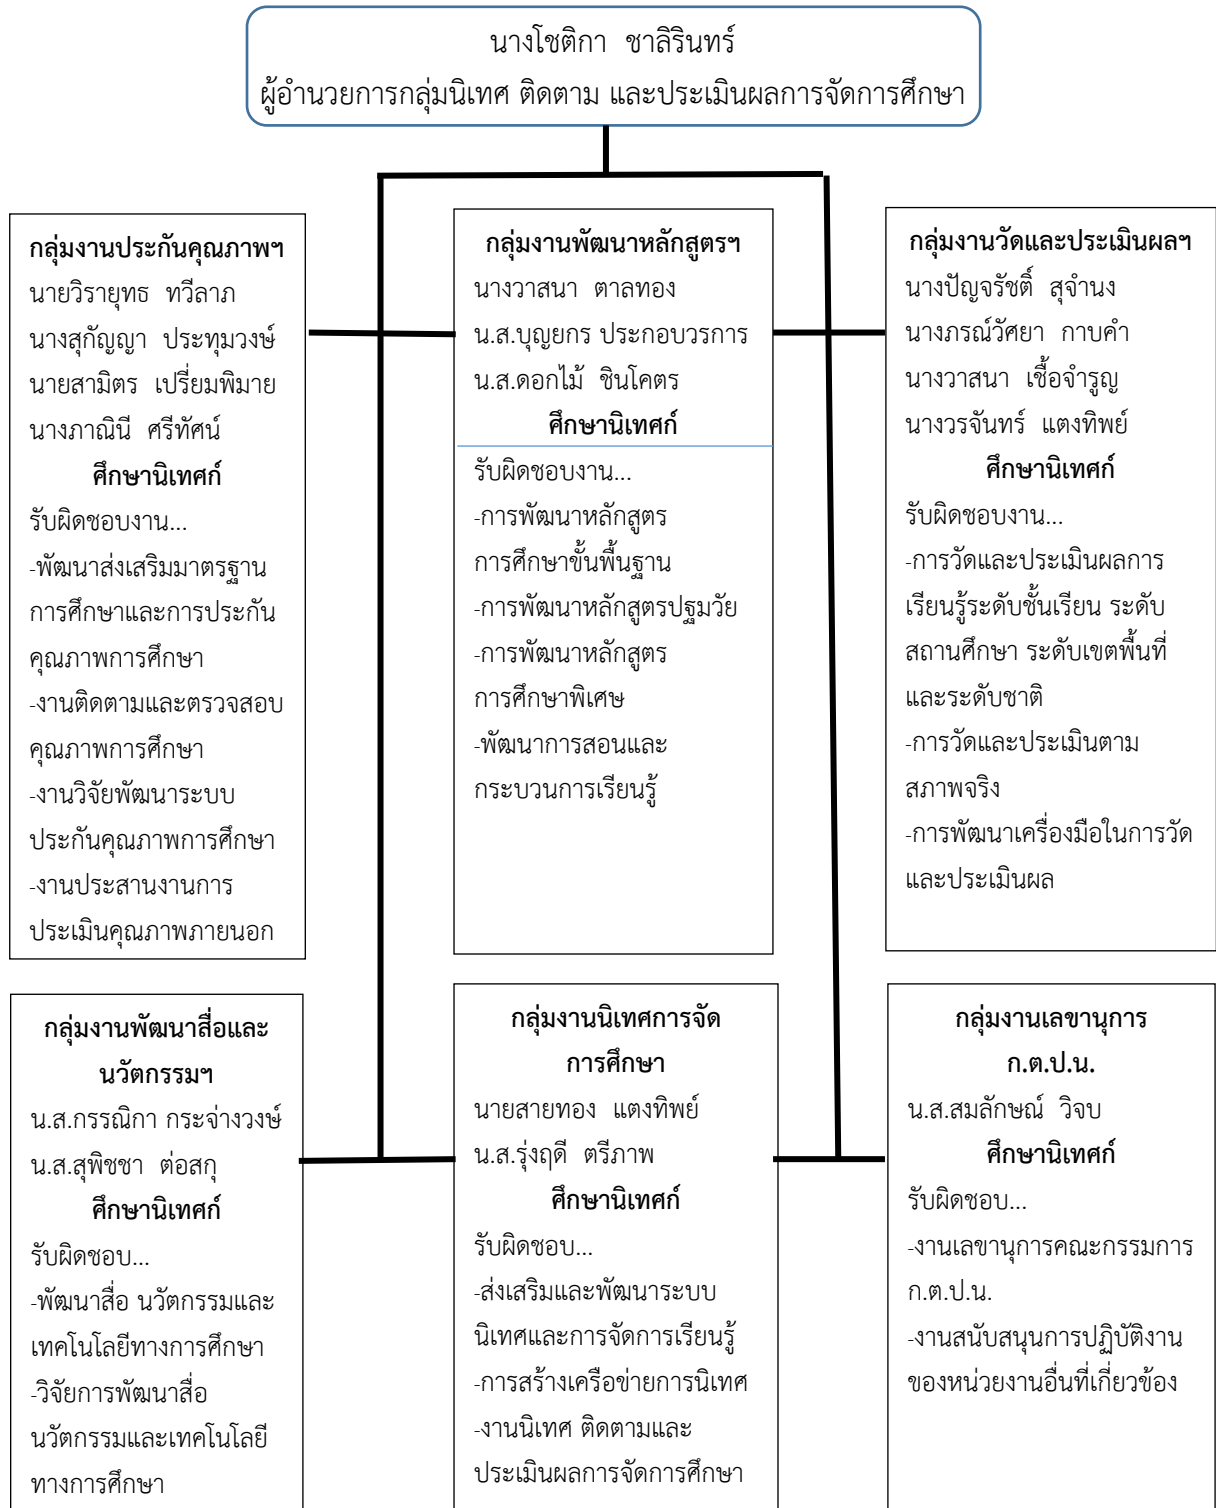 นางโชติกา  ชาลิรินทร์
ผู้อำนวยการกลุ่มนิเทศ ติดตาม และประเมินผลการจัดการศึกษา
กลุ่มงานประกันคุณภาพฯ
นายวิรายุทธ  ทวีลาภ
นางสุกัญญา  ประทุมวงษ์
นายสามิตร  เปรี่ยมพิมาย
นางภาณินี  ศรีทัศน์
ศึกษานิเทศก์
รับผิดชอบงาน...
-พัฒนาส่งเสริมมาตรฐาน
การศึกษาและการประกัน
คุณภาพการศึกษา
-งานติดตามและตรวจสอบ
คุณภาพการศึกษา
-งานวิจัยพัฒนาระบบ
ประกันคุณภาพการศึกษา
-งานประสานงานการ
ประเมินคุณภาพภายนอก
กลุ่มงานพัฒนาหลักสูตรฯ
นางวาสนา  ตาลทอง
น.ส.บุญยกร ประกอบวรการ
น.ส.ดอกไม้  ชินโคตร
ศึกษานิเทศก์
รับผิดชอบงาน...
-การพัฒนาหลักสูตร
การศึกษาขั้นพื้นฐาน
-การพัฒนาหลักสูตรปฐมวัย
-การพัฒนาหลักสูตร
การศึกษาพิเศษ
-พัฒนาการสอนและ
กระบวนการเรียนรู้
กลุ่มงานวัดและประเมินผลฯ
นางปัญจรัชติ์  สุจำนง
นางภรณ์วัศยา  กาบคำ
นางวาสนา  เชื้อจำรูญ
นางวรจันทร์  แตงทิพย์
ศึกษานิเทศก์
รับผิดชอบงาน...
-การวัดและประเมินผลการ
เรียนรู้ระดับชั้นเรียน ระดับ
สถานศึกษา ระดับเขตพื้นที่
และระดับชาติ
-การวัดและประเมินตาม
สภาพจริง
-การพัฒนาเครื่องมือในการวัด
และประเมินผล
กลุ่มงานพัฒนาสื่อและ
นวัตกรรมฯ
น.ส.กรรณิกา กระจ่างวงษ์
น.ส.สุพิชชา  ต่อสกุ
ศึกษานิเทศก์
รับผิดชอบ...
-พัฒนาสื่อ นวัตกรรมและ
เทคโนโลยีทางการศึกษา
-วิจัยการพัฒนาสื่อ
นวัตกรรมและเทคโนโลยี
ทางการศึกษา
กลุ่มงานนิเทศการจัด
การศึกษา
นายสายทอง  แตงทิพย์
น.ส.รุ่งฤดี  ตรีภาพ
ศึกษานิเทศก์
รับผิดชอบ...
-ส่งเสริมและพัฒนาระบบ
นิเทศและการจัดการเรียนรู้
-การสร้างเครือข่ายการนิเทศ
-งานนิเทศ ติดตามและ
ประเมินผลการจัดการศึกษา
กลุ่มงานเลขานุการ
ก.ต.ป.น.
น.ส.สมลักษณ์  วิจบ
ศึกษานิเทศก์
รับผิดชอบ...
-งานเลขานุการคณะกรรมการ
ก.ต.ป.น.
-งานสนับสนุนการปฏิบัติงาน
ของหน่วยงานอื่นที่เกี่ยวข้อง